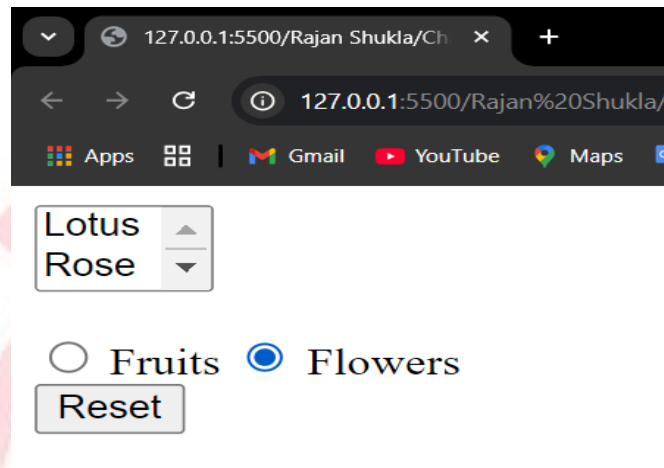 127.0.0.1:5500/Rajan Shukla/Ch
127.0.0.1:5500/Rajan%20Shukla/
Apps Gmail YouTube Maps
Lotus
Rose
Fruits Flowers
Reset